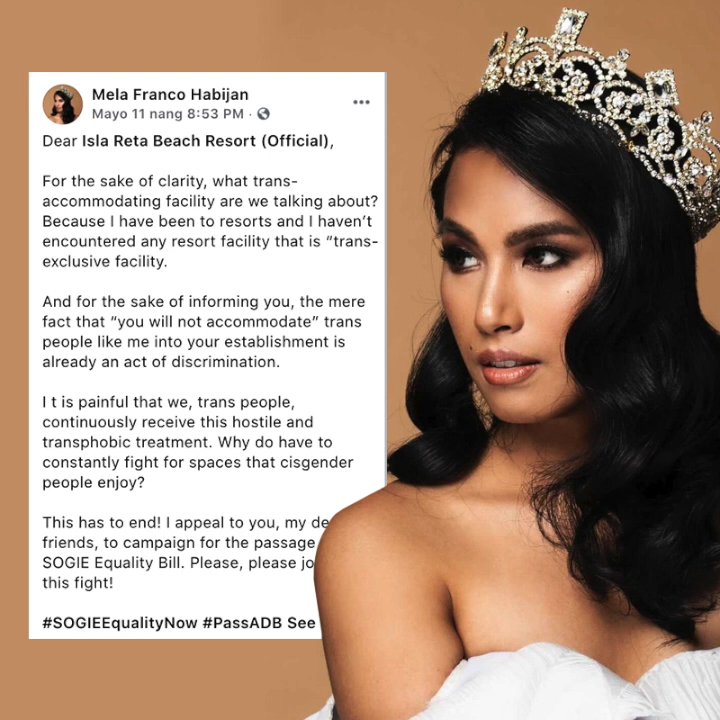 Mela Franco Habijan
Mayo 11 nang 8:53 PM ·
Dear Isla Reta Beach Resort (Official),
For the sake of clarity, what trans-
accommodating facility are we talking about?
Because I have been to resorts and I haven't
encountered any resort facility that is "trans-
exclusive facility.
And for the sake of informing you, the mere
fact that "you will not accommodate" trans
people like me into your establishment is
already an act of discrimination.
I t is painful that we, trans people,
continuously receive this hostile and
transphobic treatment. Why do have to
constantly fight for spaces that cisgender
people enjoy?
This has to end! I appeal to you, my de
friends, to campaign for the passage
SOGIE Equality Bill. Please, please jo
this fight!
#SOGIEEqualityNow #PassADB See